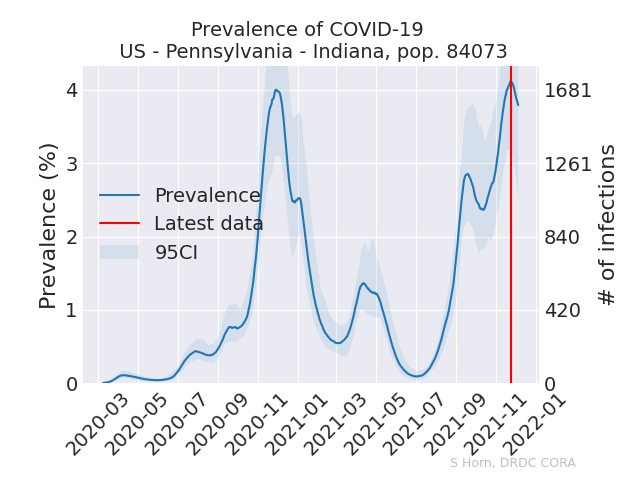 Prevalence of COVID-19
US - Pennsylvania - Indiana, pop. 84073
Prevalence (%)
4
3
2
1
0
Prevalence
Latest data
95CI
1681
1261
840
420
0
# of infections
2020-03
2020-05
2020-07
2020-09
2020-11
2021-01
2021-03
2021-05
2021-07
2021-09
2021-11
2022-01
S Horn, DRDC CORA